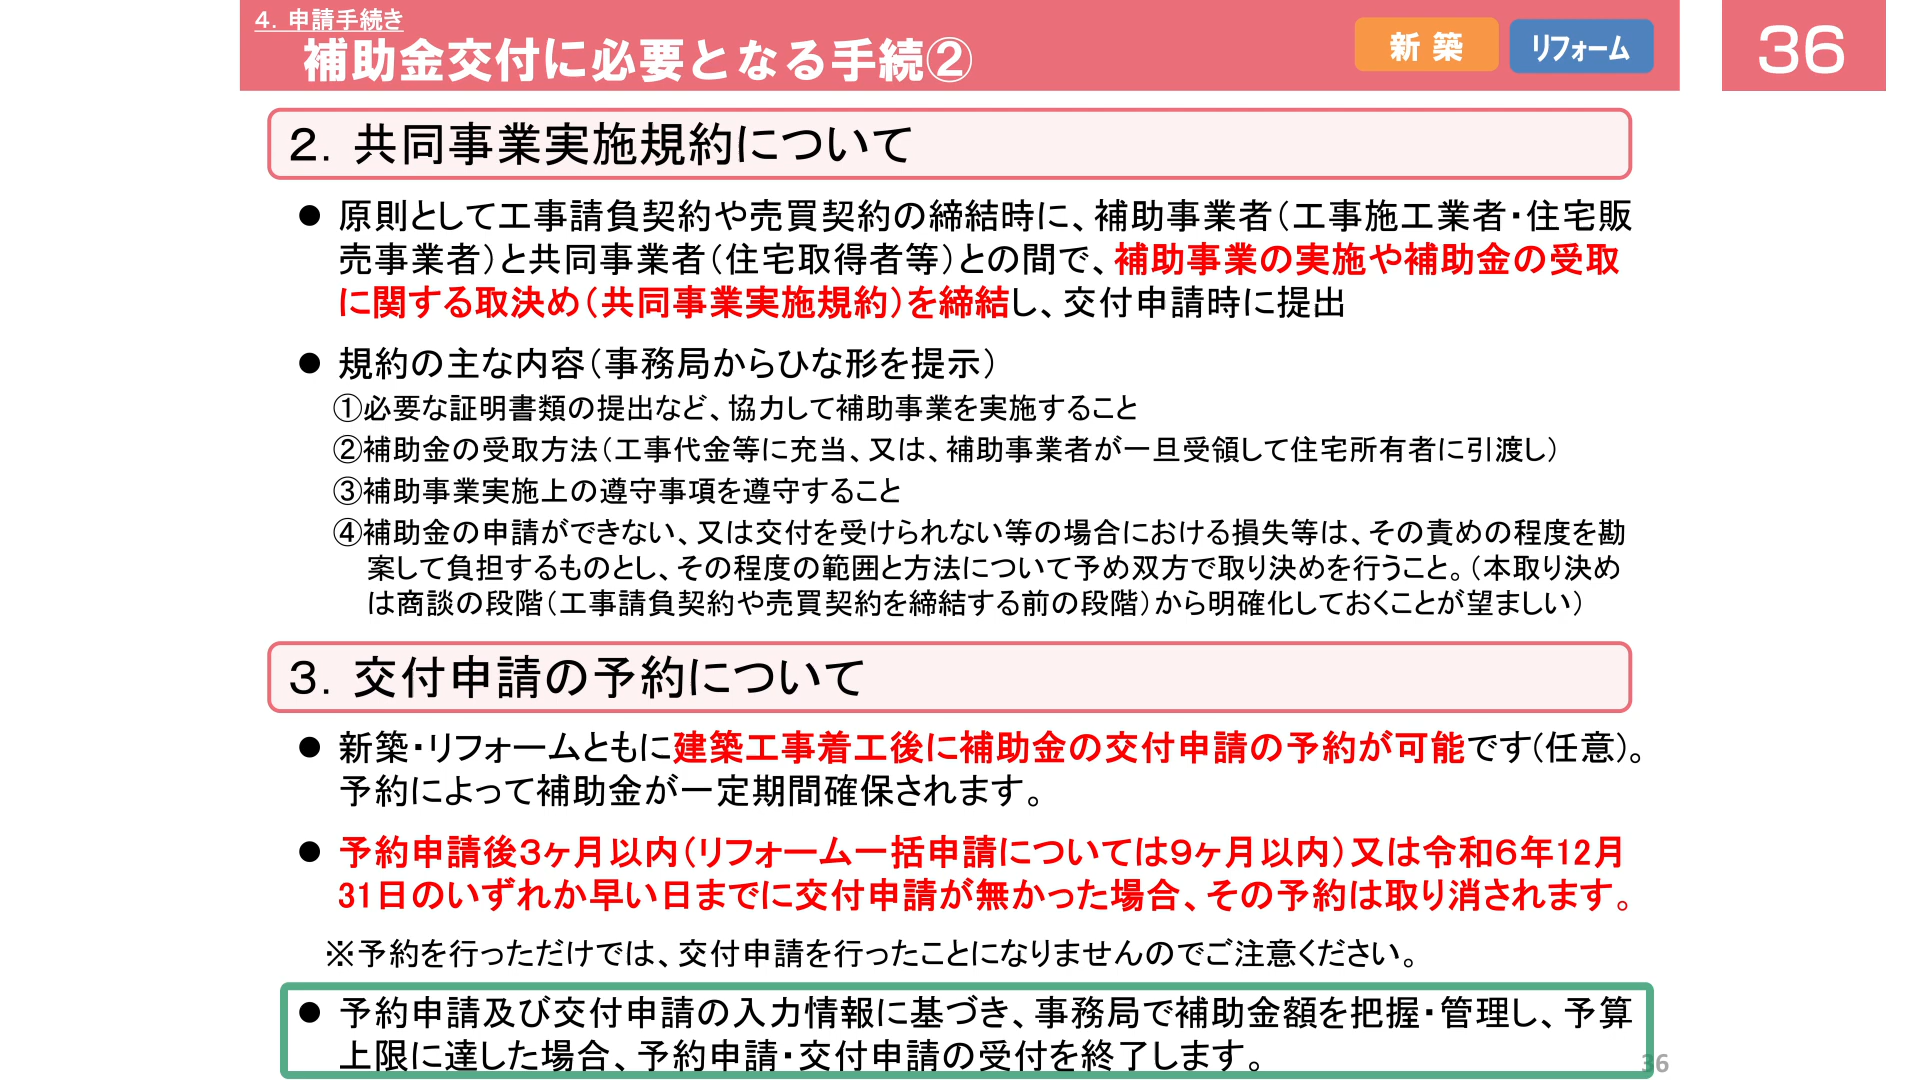 4. 申請手続き
補助金交付に必要となる手続②
新 築
リフォーム
36
2. 共同事業実施規約について
● 原則として工事請負契約や売買契約の締結時に、補助事業者(工事施工業者・住宅販
売事業者)と共同事業者(住宅取得者等)との間で、補助事業の実施や補助金の受取
に関する取決め(共同事業実施規約)を締結し、交付申請時に提出
● 規約の主な内容(事務局からひな形を提示)
①必要な証明書類の提出など、協力して補助事業を実施すること
②補助金の受取方法(工事代金等に充当、又は、補助事業者が一旦受領して住宅所有者に引渡し)
③補助事業実施上の遵守事項を遵守すること
④補助金の申請ができない、又は交付を受けられない等の場合における損失等は、その責めの程度を勘
案して負担するものとし、その程度の範囲と方法について予め双方で取り決めを行うこと。(本取り決め
は商談の段階(工事請負契約や売買契約を締結する前の段階)から明確化しておくことが望ましい)
3. 交付申請の予約について
● 新築・リフォームともに建築工事着工後に補助金の交付申請の予約が可能です(任意)。
予約によって補助金が一定期間確保されます。
● 予約申請後3ヶ月以内(リフォーム一括申請については9ヶ月以内)又は令和6年12月
31日のいずれか早い日までに交付申請が無かった場合、その予約は取り消されます。
※予約を行っただけでは、交付申請を行ったことになりませんのでご注意ください。
● 予約申請及び交付申請の入力情報に基づき、事務局で補助金額を把握・管理し、予算
上限に達した場合、予約申請・交付申請の受付を終了します。
36